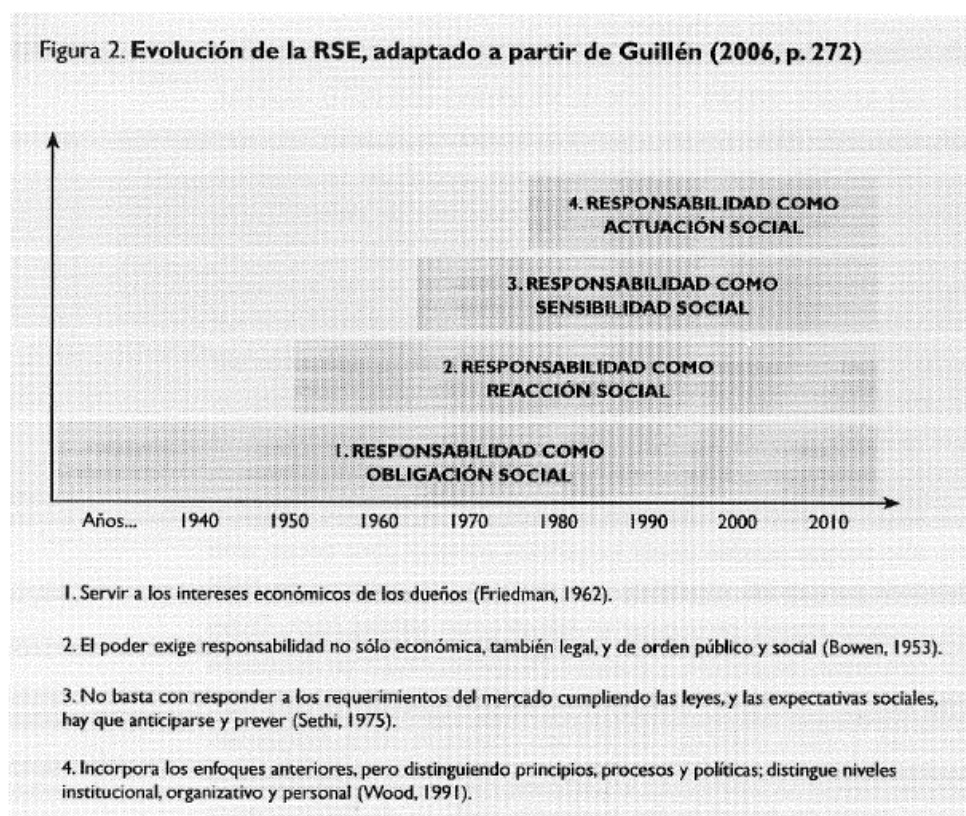 Figura 2. Evolución de la RSE, adaptado a partir de Guillén (2006, p. 272)
4. RESPONSABILIDAD COMO
ACTUACIÓN SOCIAL
3. RESPONSABILIDAD COMO
SENSIBILIDAD SOCIAL
2. RESPONSABILIDAD COMO
REACCIÓN SOCIAL
1. RESPONSABILIDAD COMO
OBLIGACIÓN SOCIAL
Años... 1940 1950 1960 1970 1980 1990 2000 2010
1. Servir a los intereses económicos de los dueños (Friedman, 1962).
2. El poder exige responsabilidad no sólo económica, también legal, y de orden público y social (Bowen, 1953).
3. No basta con responder a los requerimientos del mercado cumpliendo las leyes, y las expectativas sociales,
hay que anticiparse y prever (Sethi, 1975).
4. Incorpora los enfoques anteriores, pero distinguiendo principios, procesos y políticas; distingue niveles
institucional, organizativo y personal (Wood, 1991).